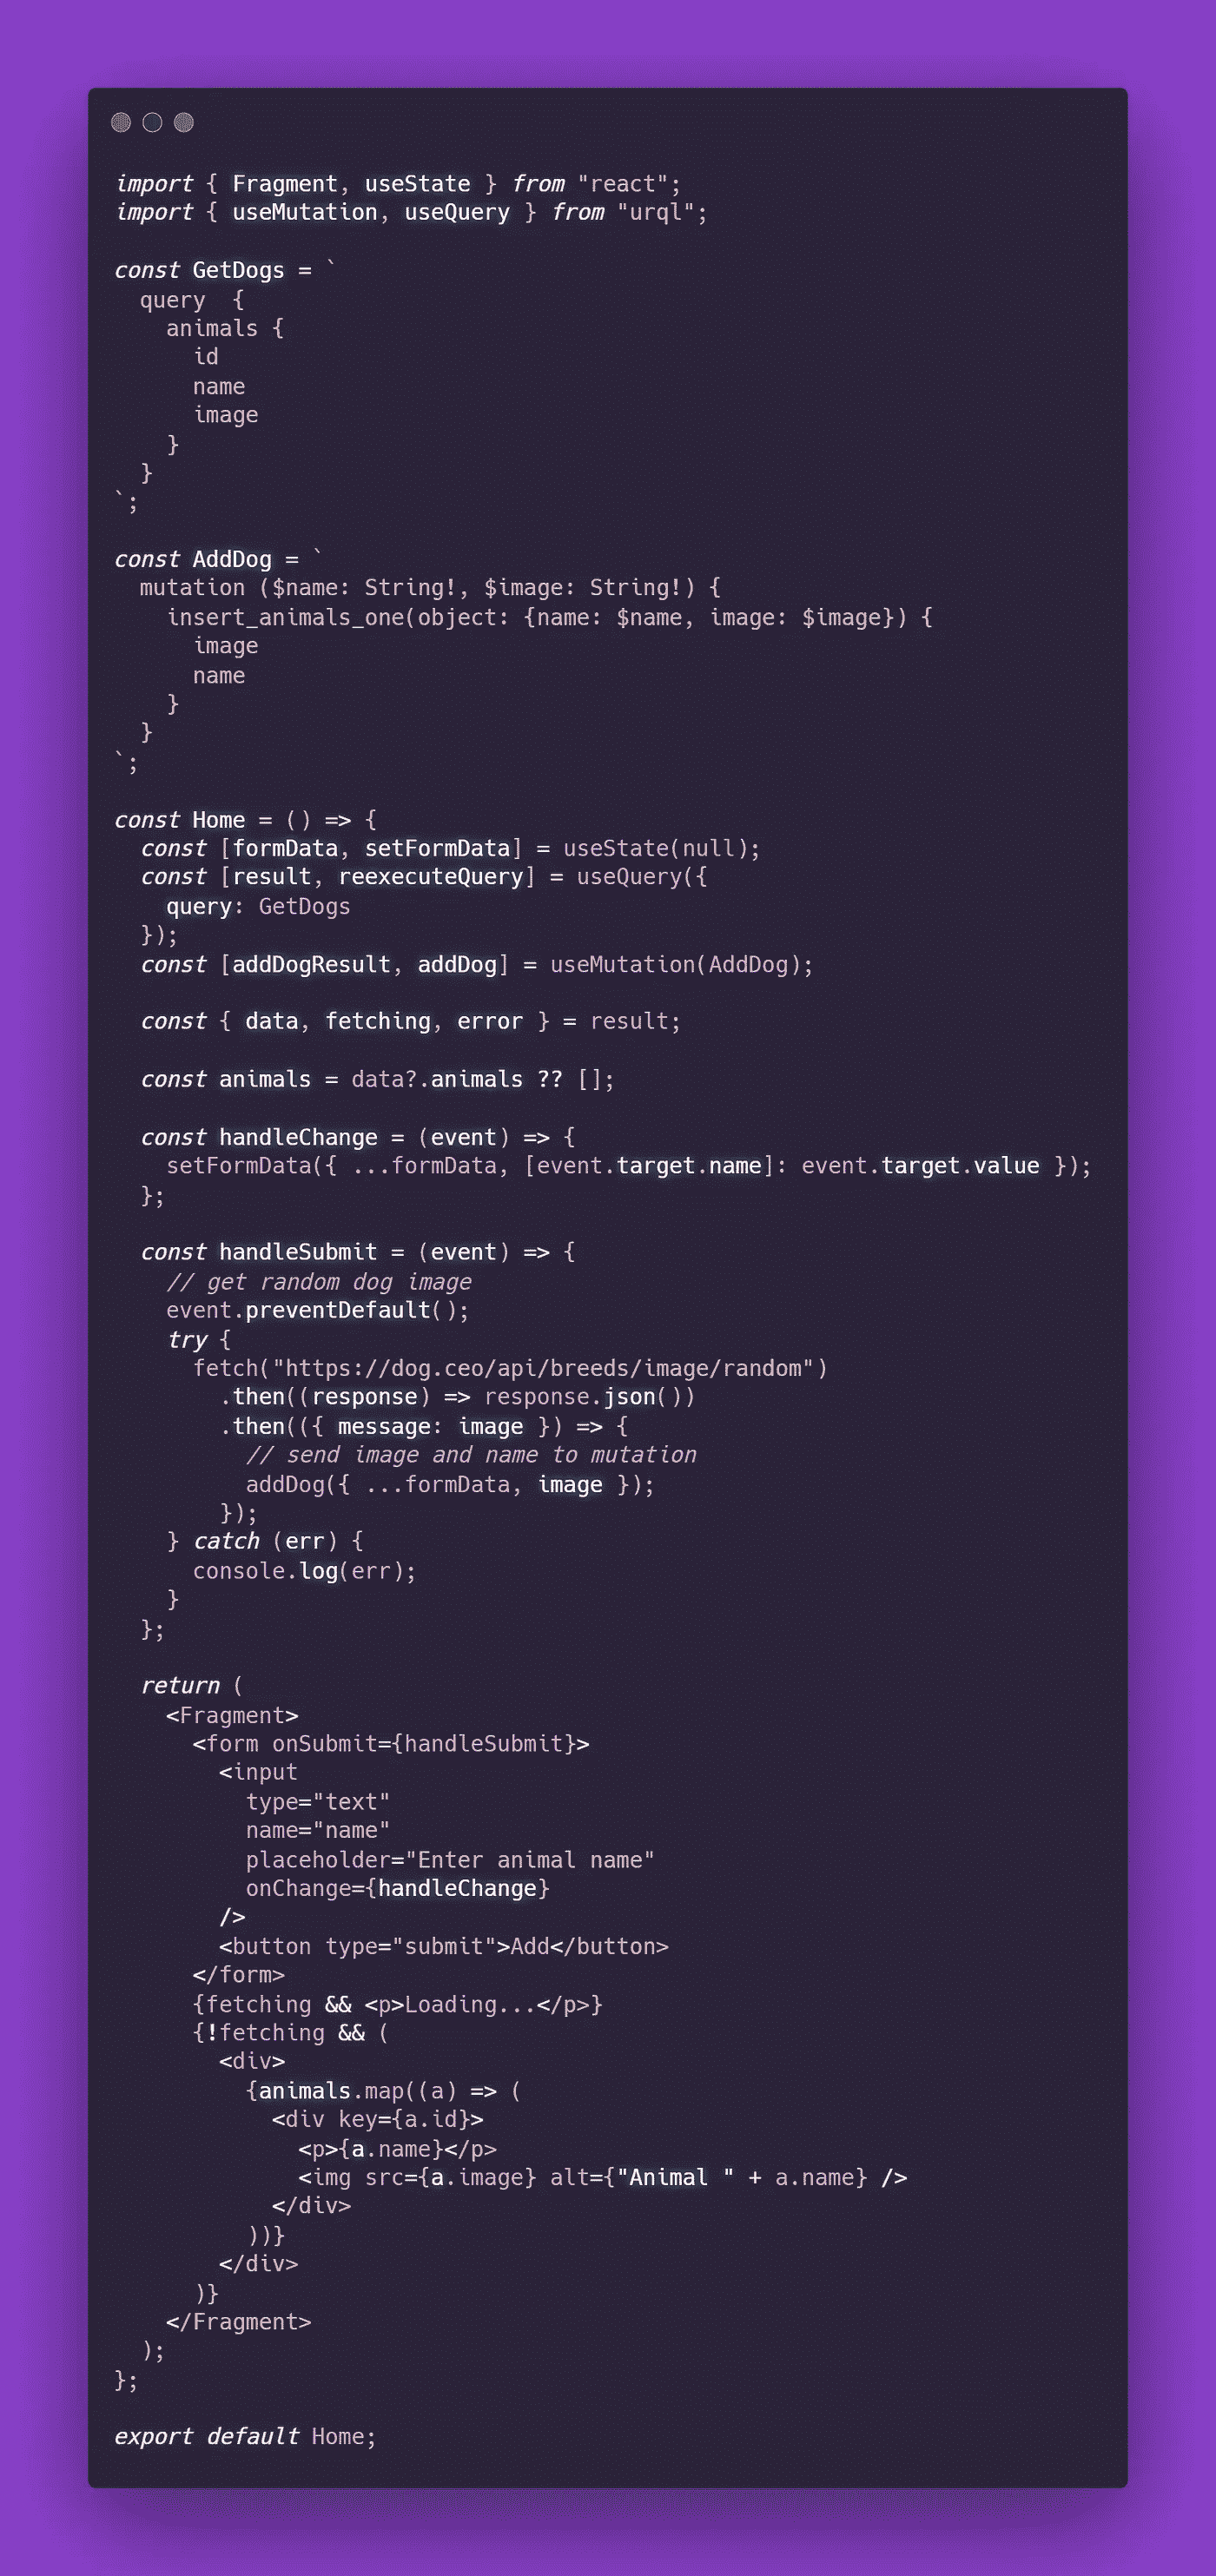 import { Fragment, useState } from "react";
import { useMutation, useQuery } from "urql";

const GetDogs = `
  query  {
    animals {
      id
      name
      image
    }
  }
`;

const AddDog = `
  mutation ($name: String!, $image: String!) {
    insert_animals_one(object: {name: $name, image: $image}) {
      image
      name
    }
  }
`;

const Home = () => {
  const [formData, setFormData] = useState(null);
  const [result, reexecuteQuery] = useQuery({
    query: GetDogs
  });
  const [addDogResult, addDog] = useMutation(AddDog);

  const { data, fetching, error } = result;

  const animals = data?.animals ?? [];

  const handleChange = (event) => {
    setFormData({ ...formData, [event.target.name]: event.target.value });
  };

  const handleSubmit = (event) => {
    // get random dog image
    event.preventDefault();
    try {
      fetch("https://dog.ceo/api/breeds/image/random")
        .then((response) => response.json())
        .then(({ message: image }) => {
          // send image and name to mutation
          addDog({ ...formData, image });
        });
    } catch (err) {
      console.log(err);
    }
  };

  return (
    <Fragment>
      <form onSubmit={handleSubmit}>
        <input
          type="text"
          name="name"
          placeholder="Enter animal name"
          onChange={handleChange}
        />
        <button type="submit">Add</button>
      </form>
      {fetching && <p>Loading...</p>}
      {!fetching && (
        <div>
          {animals.map((a) => (
            <div key={a.id}>
              <p>{a.name}</p>
              <img src={a.image} alt={"Animal " + a.name} />
            </div>
          ))}
        </div>
      )}
    </Fragment>
  );
};

export default Home;